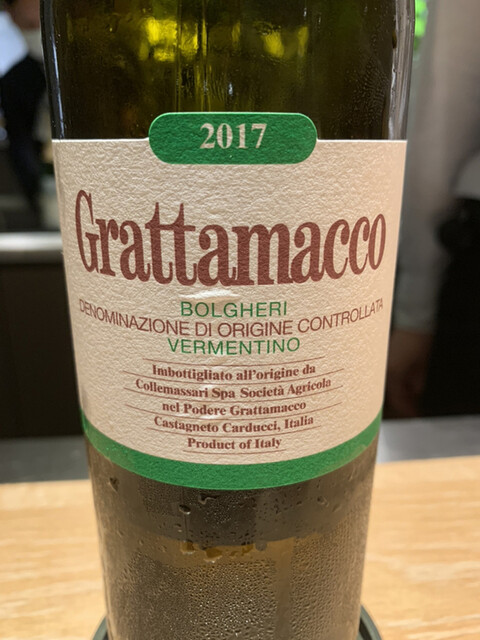 2017
Grattamacco
BOLGHERI
DENOMINAZIONE DI ORIGINE CONTROLLATA
VERMENTINO
Imbottigliato all'origine da
Collemassari Spa Società Agricola
nel Podere Grattamacco
Castagneto Carducci, Italia
Product of Italy